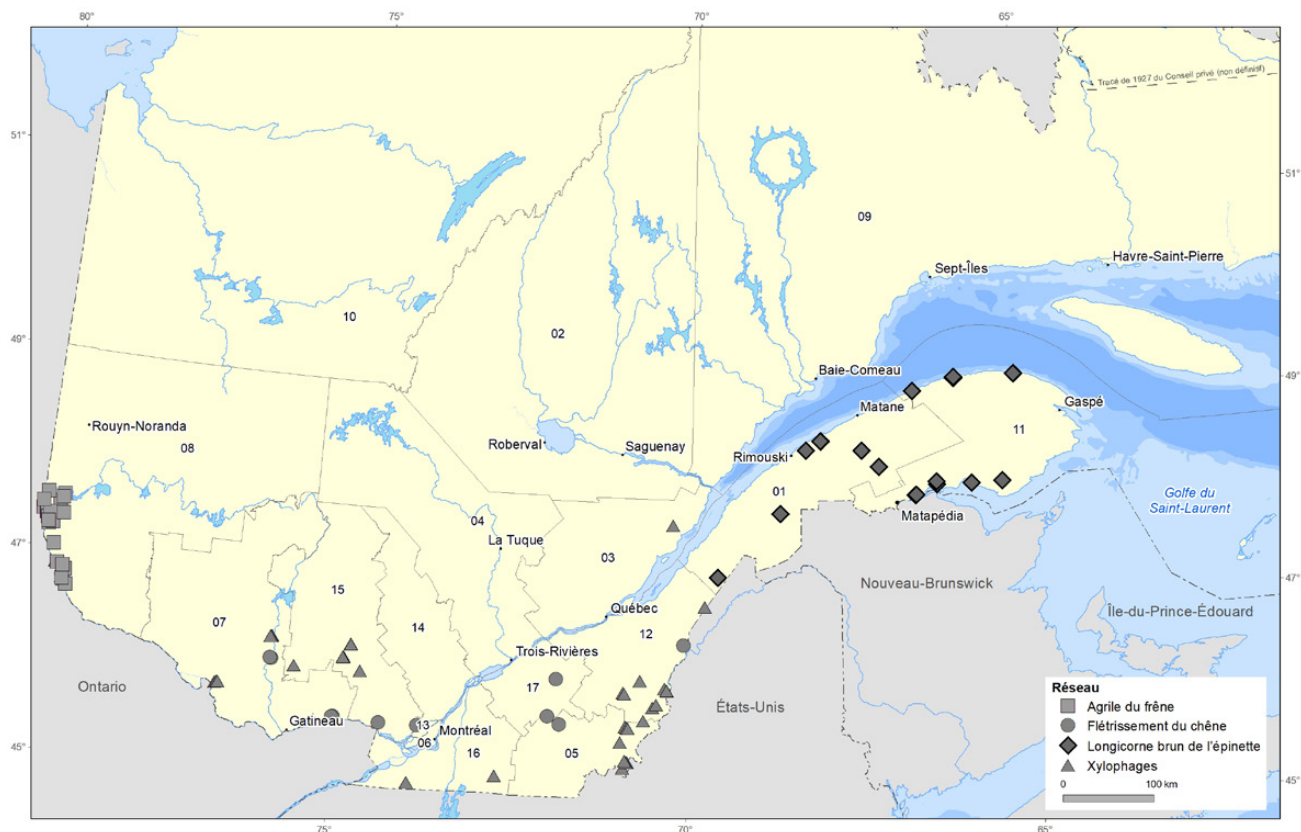 80°
75°
70°
65°
Tracé de 1927 du Conseil privé (non définitif)
51°
51°
09
Sept-Îles
Havre-Saint-Pierre
10
02
49°
49°
Baie-Comeau
Matane
Gaspé
Rouyn-Noranda
08
Roberval
Saguenay
Rimouski
11
01
Golfe du
Saint-Laurent
Matapédia
04
La Tuque
03
47°
47°
Nouveau-Brunswick
Île-du-Prince-Édouard
15
07
14
Québec
12
Trois-Rivières
17
Ontario
États-Unis
Gatineau
13
Montréal
06
16
05
45°
45°
Réseau
Agrile du frêne
Flétrissement du chêne
Longicorne brun de l'épinette
Xylophages
0 100 km
75°
70°
65°